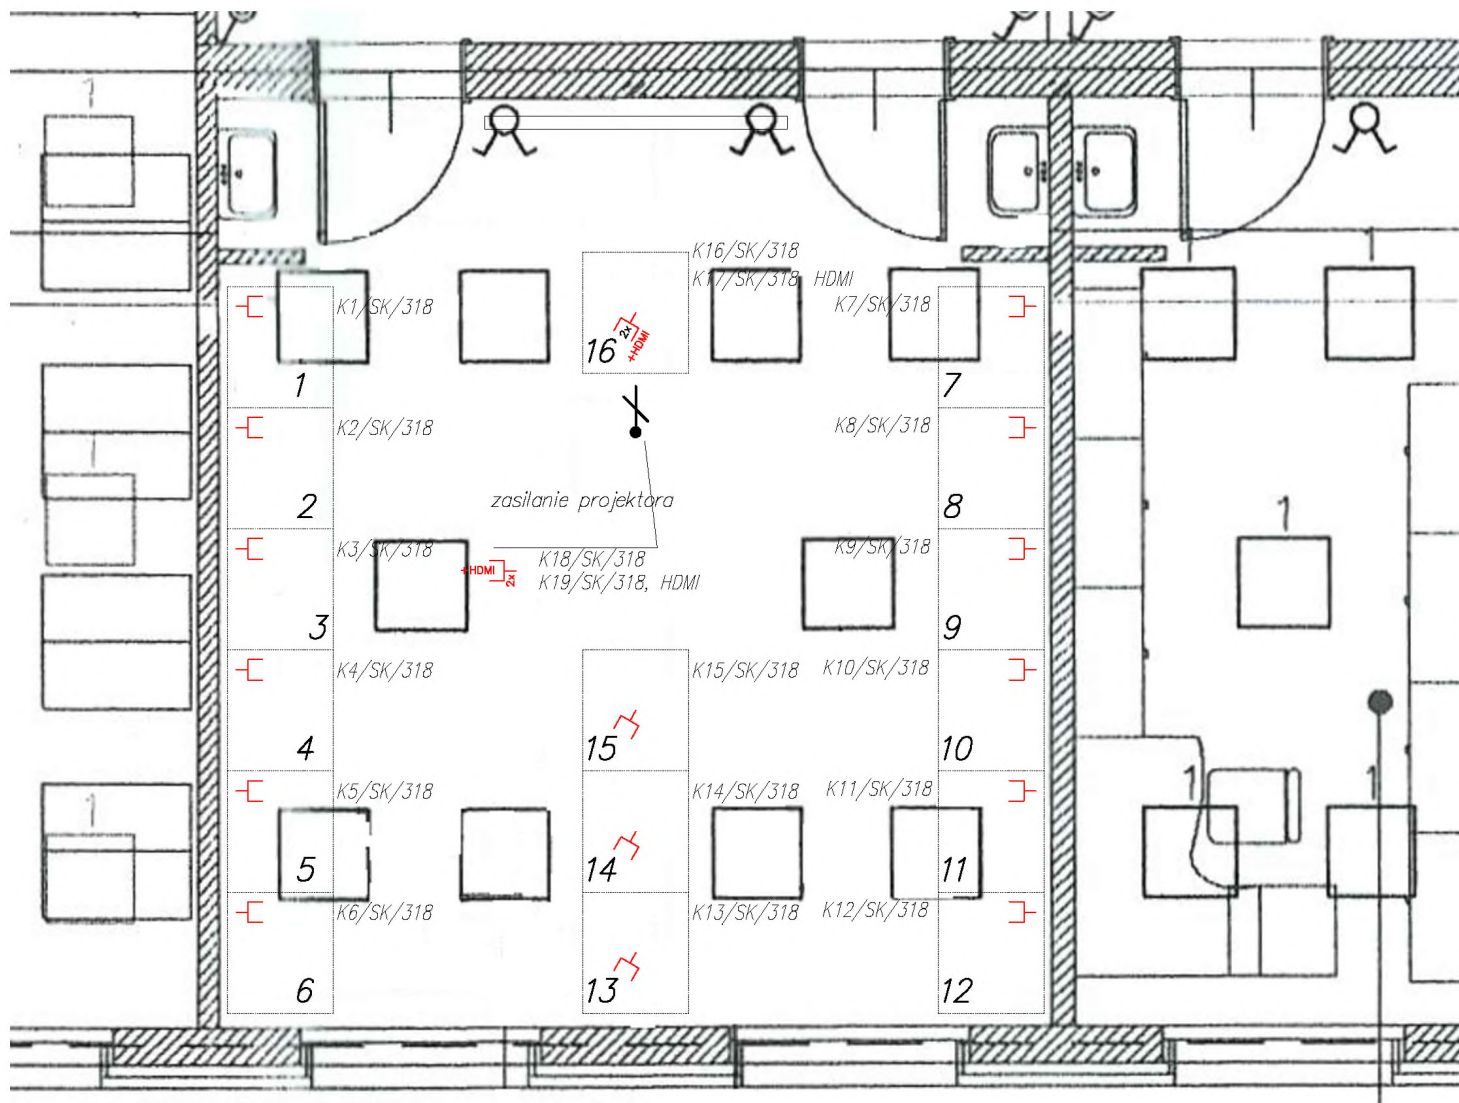 1
K16/SK/318
K17/SK/318 HDMI
1
1
K1/SK/318
2x
+HDMI
16
K7/SK/318
1
7
K2/SK/318
K8/SK/318
1
2
zasilanie projektora
8
1
K3/SK/318
K18/SK/318
K9/SK/318
+HDMI
2x
K19/SK/318, HDMI
3
9
K4/SK/318
K15/SK/318
K10/SK/318
4
15
10
K5/SK/318
K14/SK/318
K11/SK/318
1
1
1
5
14
11
K6/SK/318
K13/SK/318
K12/SK/318
6
13
12